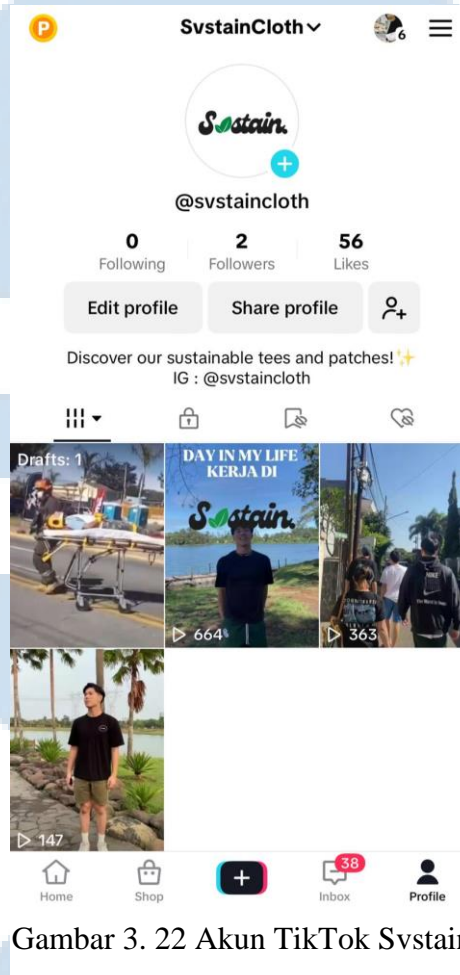 P
SvstainCloth
6
Svstain.
@svstaincloth
0 2 56
Following Followers Likes
Edit profile Share profile
Discover our sustainable tees and patches!✨
IG : @svstaincloth
Drafts: 1
DAY IN MY LIFE
KERJA DI
Svstain.
NIKE
664
363
147
38
Home Shop Inbox Profile
Gambar 3. 22 Akun TikTok Svstain